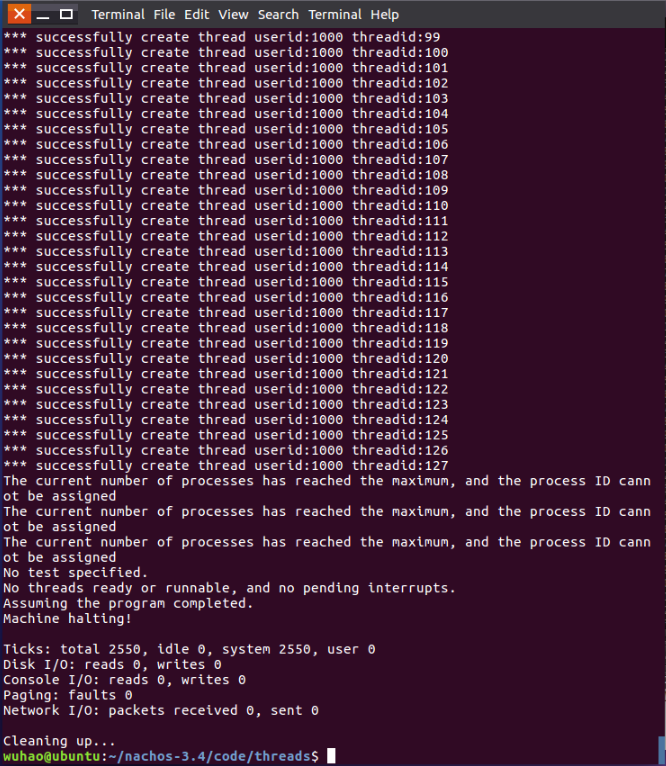 Terminal File Edit View Search Terminal Help
*** successfully create thread userid:1000 threadid:99
*** successfully create thread userid:1000 threadid:100
*** successfully create thread userid:1000 threadid:101
*** successfully create thread userid:1000 threadid:102
*** successfully create thread userid:1000 threadid:103
*** successfully create thread userid:1000 threadid:104
*** successfully create thread userid:1000 threadid:105
*** successfully create thread userid:1000 threadid:106
*** successfully create thread userid:1000 threadid:107
*** successfully create thread userid:1000 threadid:108
*** successfully create thread userid:1000 threadid:109
*** successfully create thread userid:1000 threadid:110
*** successfully create thread userid:1000 threadid:111
*** successfully create thread userid:1000 threadid:112
*** successfully create thread userid:1000 threadid:113
*** successfully create thread userid:1000 threadid:114
*** successfully create thread userid:1000 threadid:115
*** successfully create thread userid:1000 threadid:116
*** successfully create thread userid:1000 threadid:117
*** successfully create thread userid:1000 threadid:118
*** successfully create thread userid:1000 threadid:119
*** successfully create thread userid:1000 threadid:120
*** successfully create thread userid:1000 threadid:121
*** successfully create thread userid:1000 threadid:122
*** successfully create thread userid:1000 threadid:123
*** successfully create thread userid:1000 threadid:124
*** successfully create thread userid:1000 threadid:125
*** successfully create thread userid:1000 threadid:126
*** successfully create thread userid:1000 threadid:127
The current number of processes has reached the maximum, and the process ID cann
ot be assigned
The current number of processes has reached the maximum, and the process ID cann
ot be assigned
The current number of processes has reached the maximum, and the process ID cann
ot be assigned
No test specified.
No threads ready or runnable, and no pending interrupts.
Assuming the program completed.
Machine halting!

Ticks: total 2550, idle 0, system 2550, user 0
Disk I/O: reads 0, writes 0
Console I/O: reads 0, writes 0
Paging: faults 0
Network I/O: packets received 0, sent 0

Cleaning up...
wuhao@ubuntu:~/nachos-3.4/code/threads$